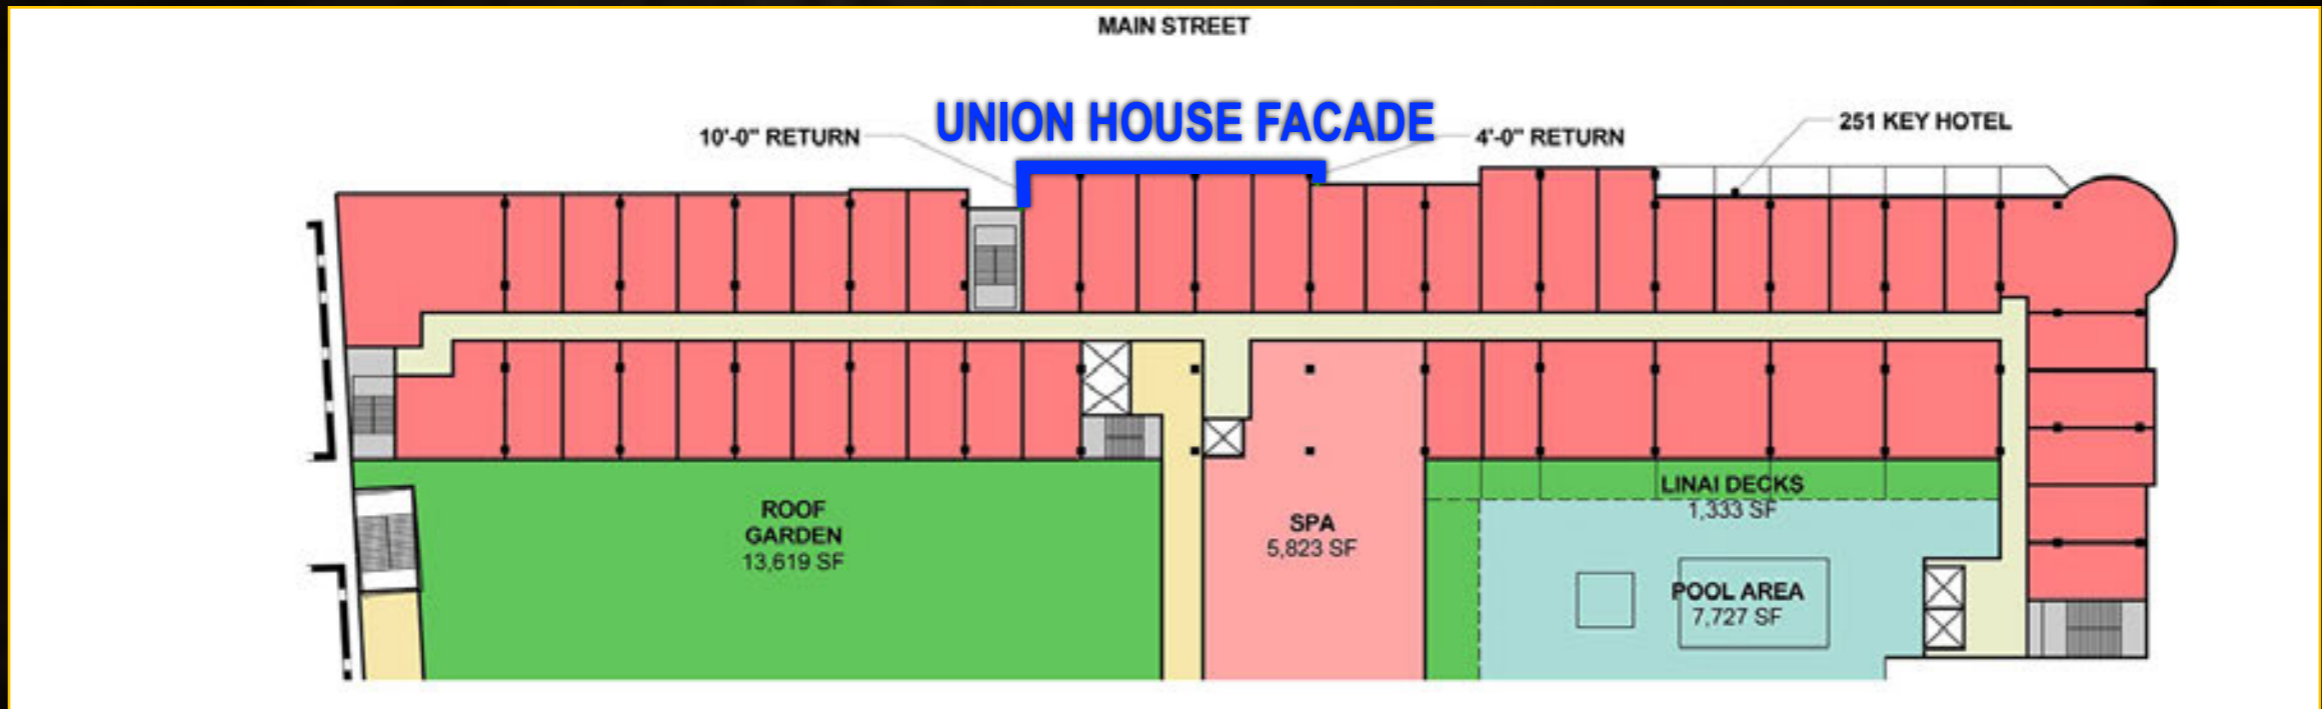 MAIN STREET
UNION HOUSE FACADE
10'-0" RETURN
4'-0" RETURN
251 KEY HOTEL
ROOF
GARDEN
13,619 SF
SPA
5,823 SF
LINAI DECKS
1,333 SF
POOL AREA
7,727 SF